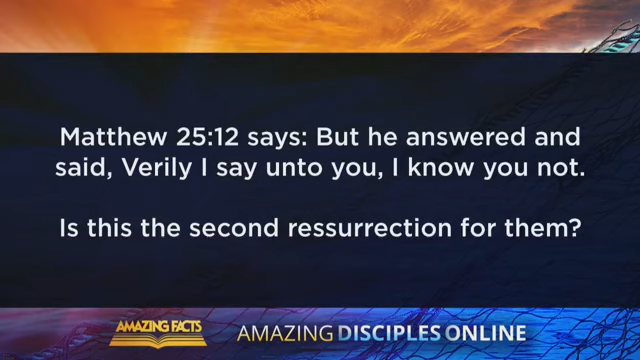 Matthew 25:12 says: But he answered and
said, Verily I say unto you, I know you not.
Is this the second ressurrection for them?
AMAZING FACTS
AMAZING DISCIPLES ONLINE